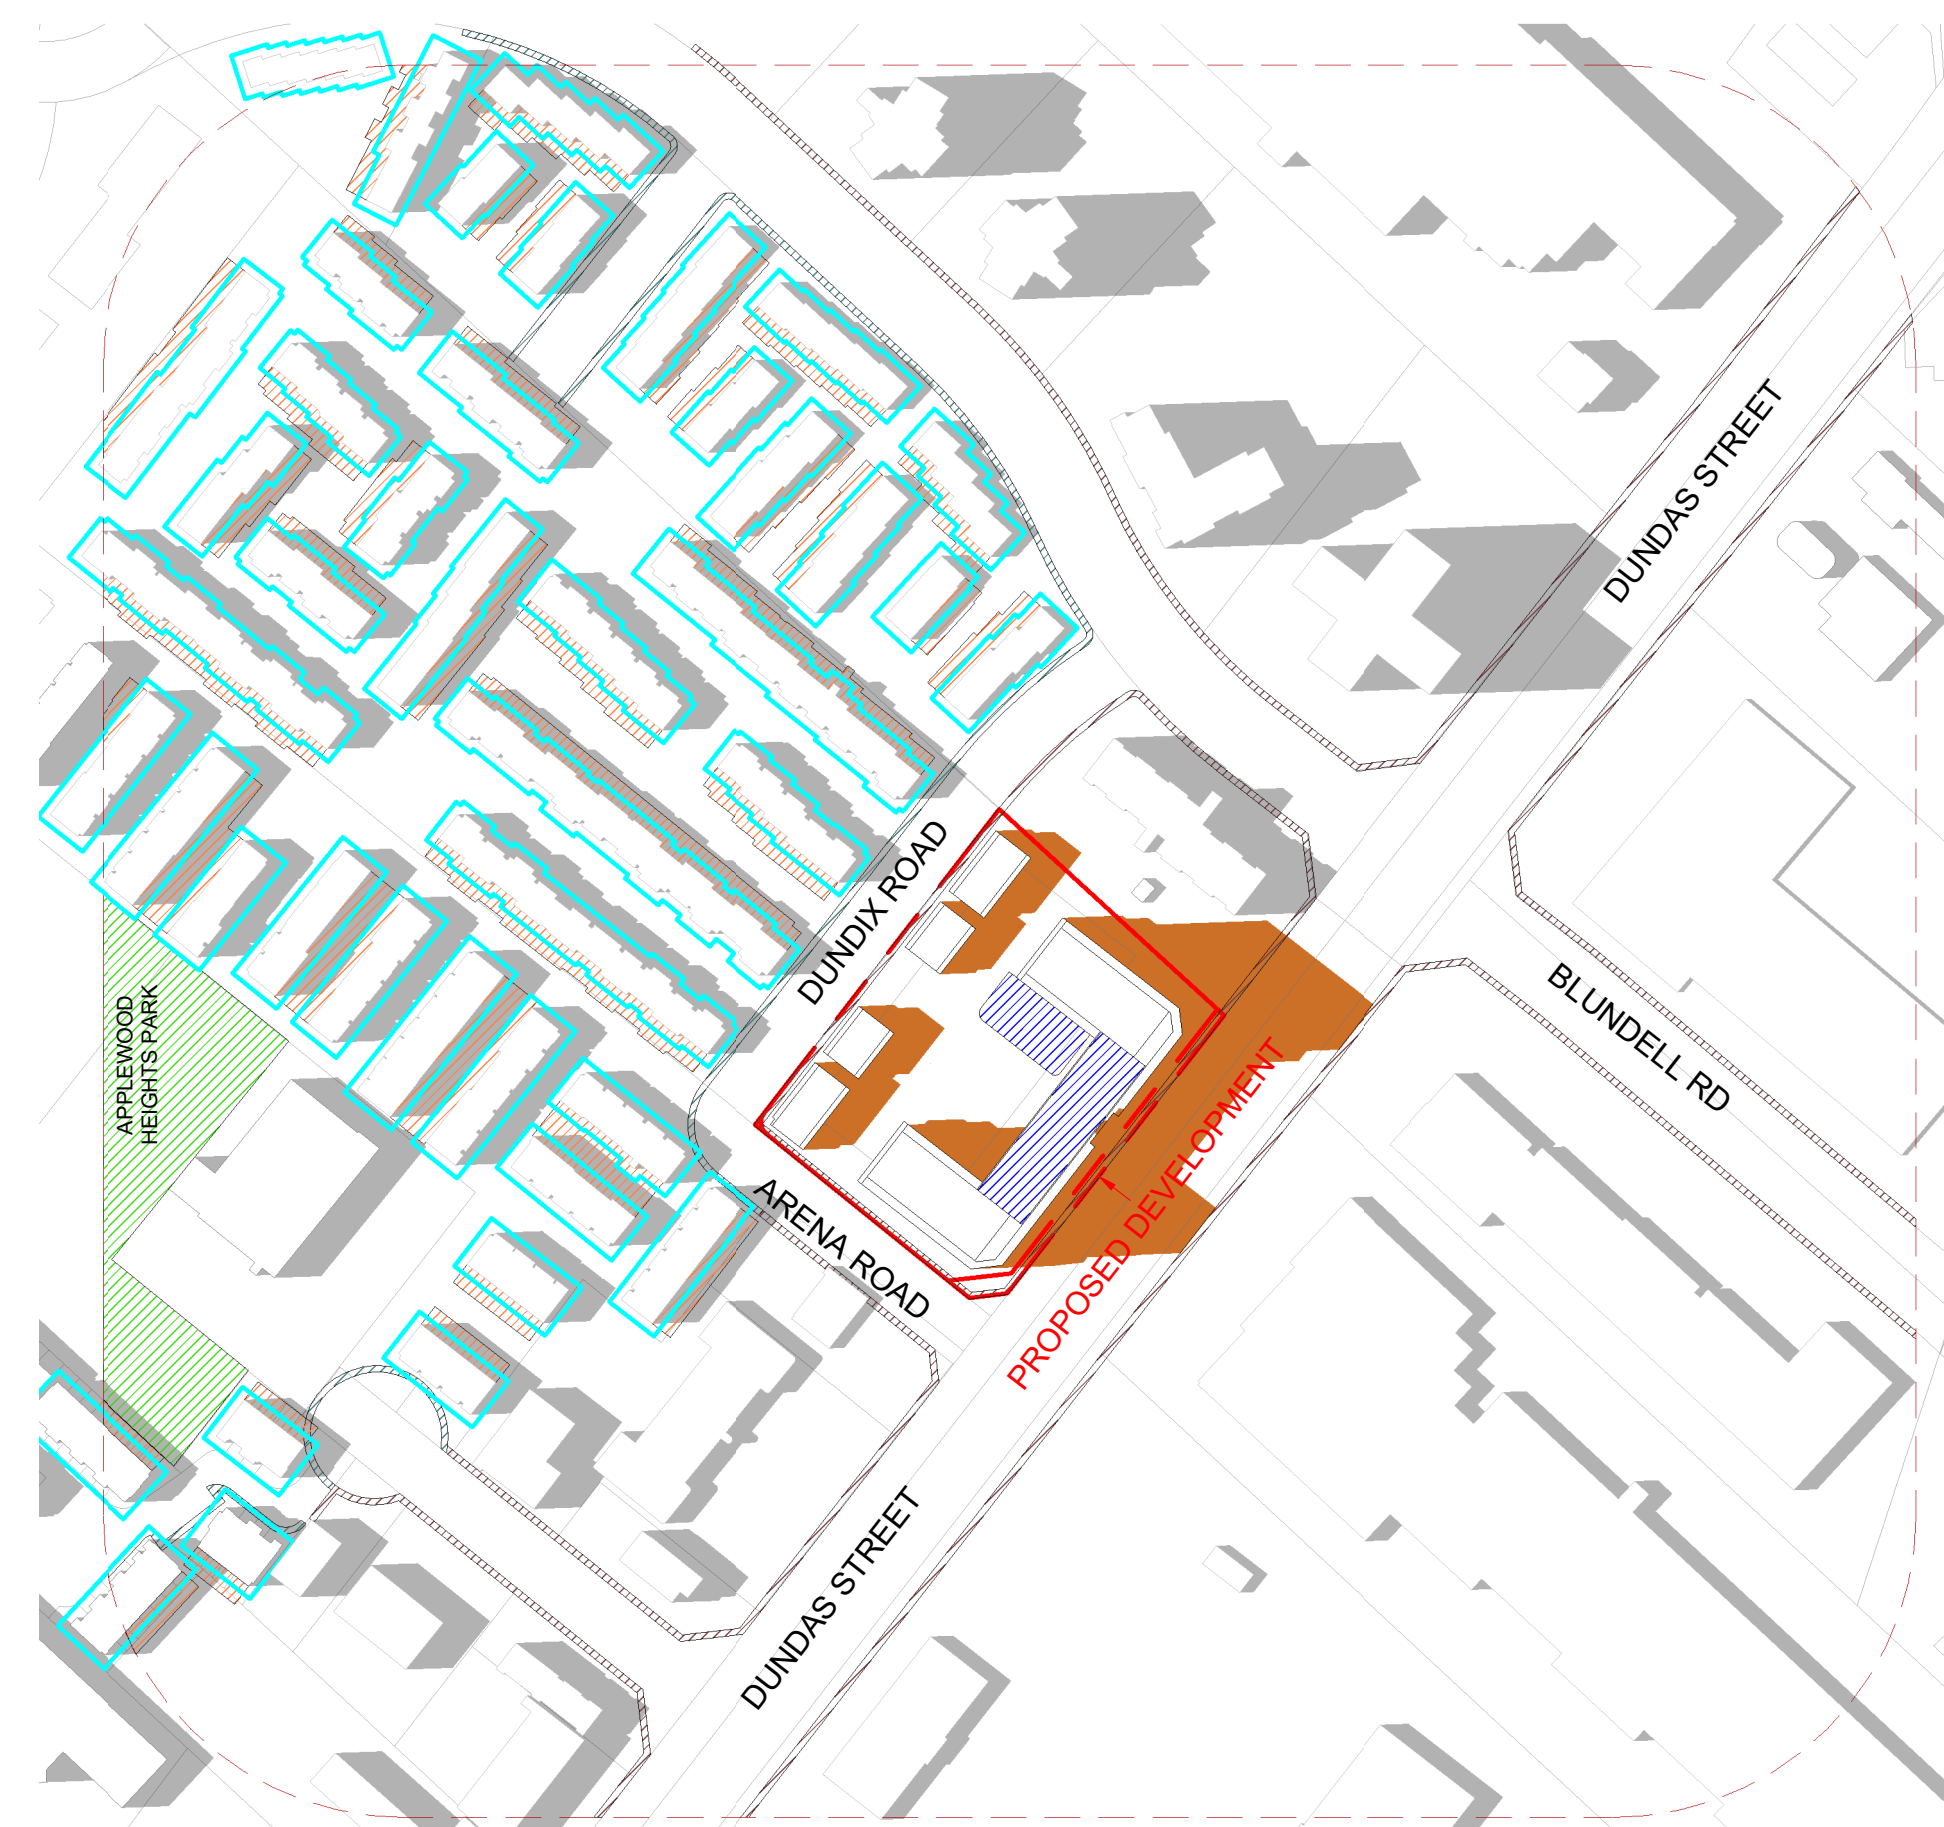 DUNDAS STREET
DUNDIX ROAD
BLUNDELL RD
APPLEWOOD
HEIGHTS PARK
ARENA ROAD
PROPOSED DEVELOPMENT
DUNDAS STREET